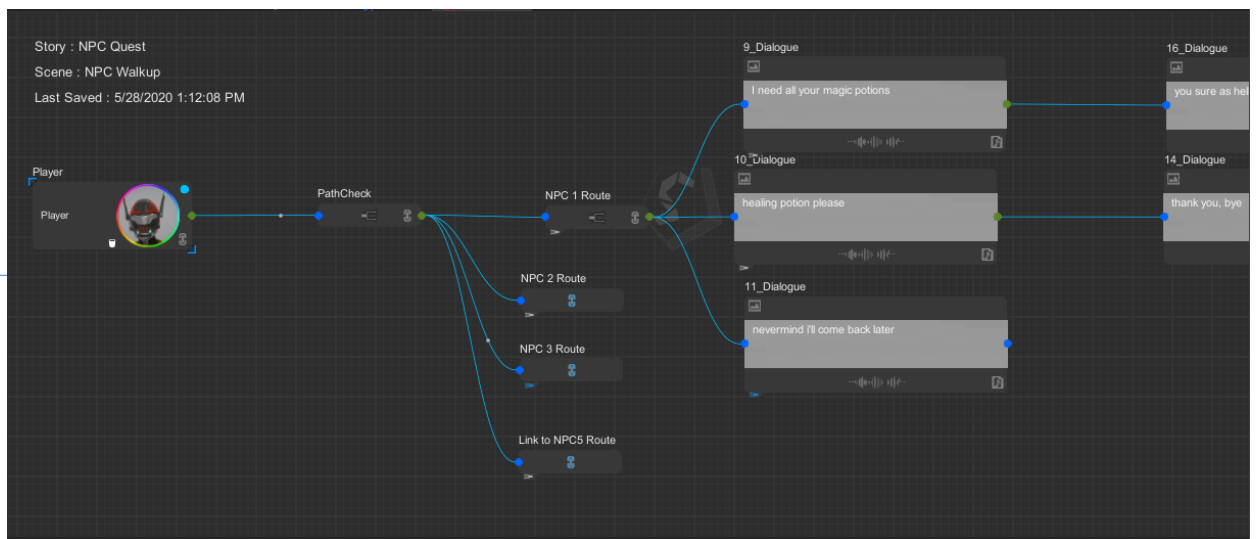 Story : NPC Quest
Scene : NPC Walkup
Last Saved : 5/28/2020 1:12:08 PM
Player
Player
PathCheck
NPC 1 Route
NPC 2 Route
NPC 3 Route
Link to NPC5 Route
9_Dialogue
I need all your magic potions
10_Dialogue
healing potion please
11_Dialogue
nevermind i'll come back later
16_Dialogue
you sure as hel
14_Dialogue
thank you, bye